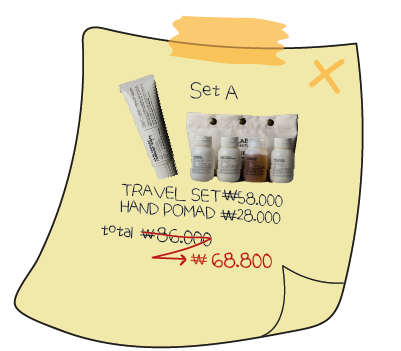 Set A
TRAVEL SET ₩58.000
HAND POMAD ₩28.000
total ₩86.000
₩ 68.800